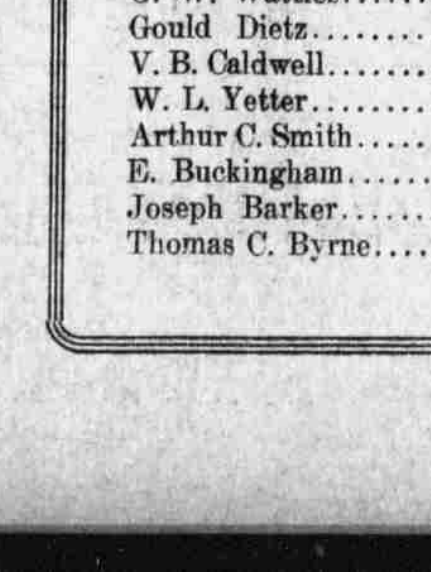 Gould Dietz........
V. B. Caldwell.......
W. L. Yetter........
Arthur C. Smith.....
E. Buckingham......
Joseph Barker.......
Thomas C. Byrne....